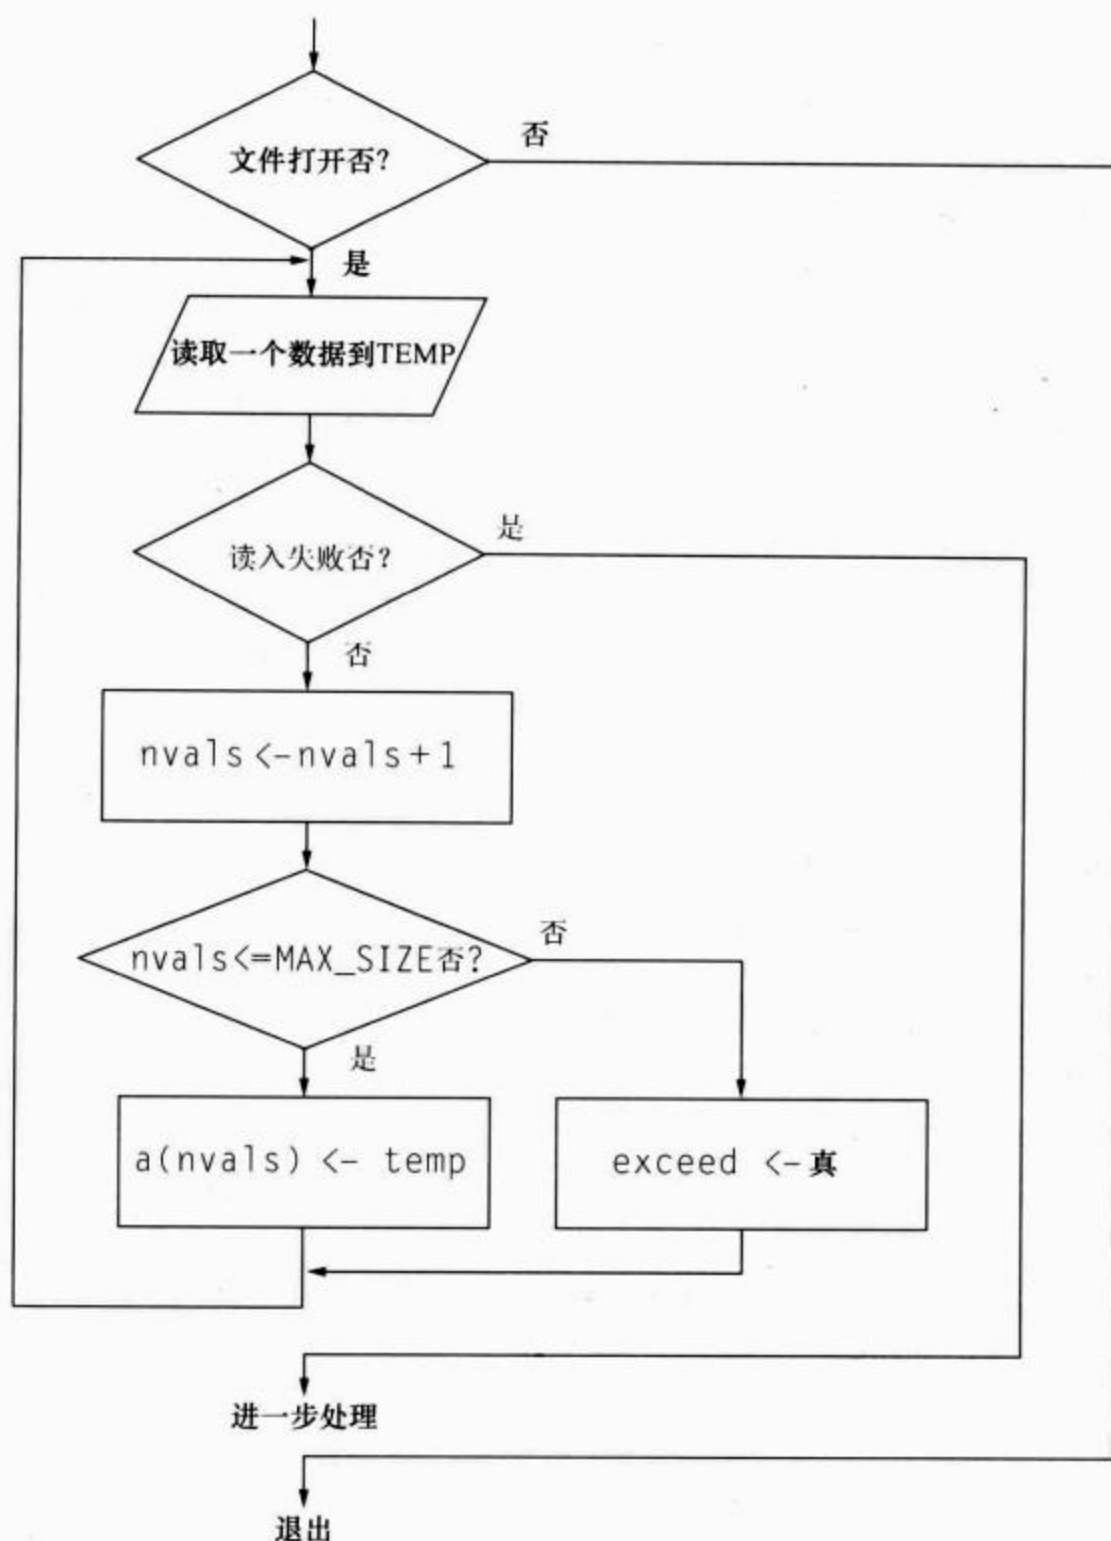 文件打开否?
否
是
读取一个数据到TEMP
读入失败否?
是
否
nvals<-nvals+1
nvals<=MAX_SIZE否?
否
是
a(nvals) <- temp
exceed <-真
进一步处理
退出